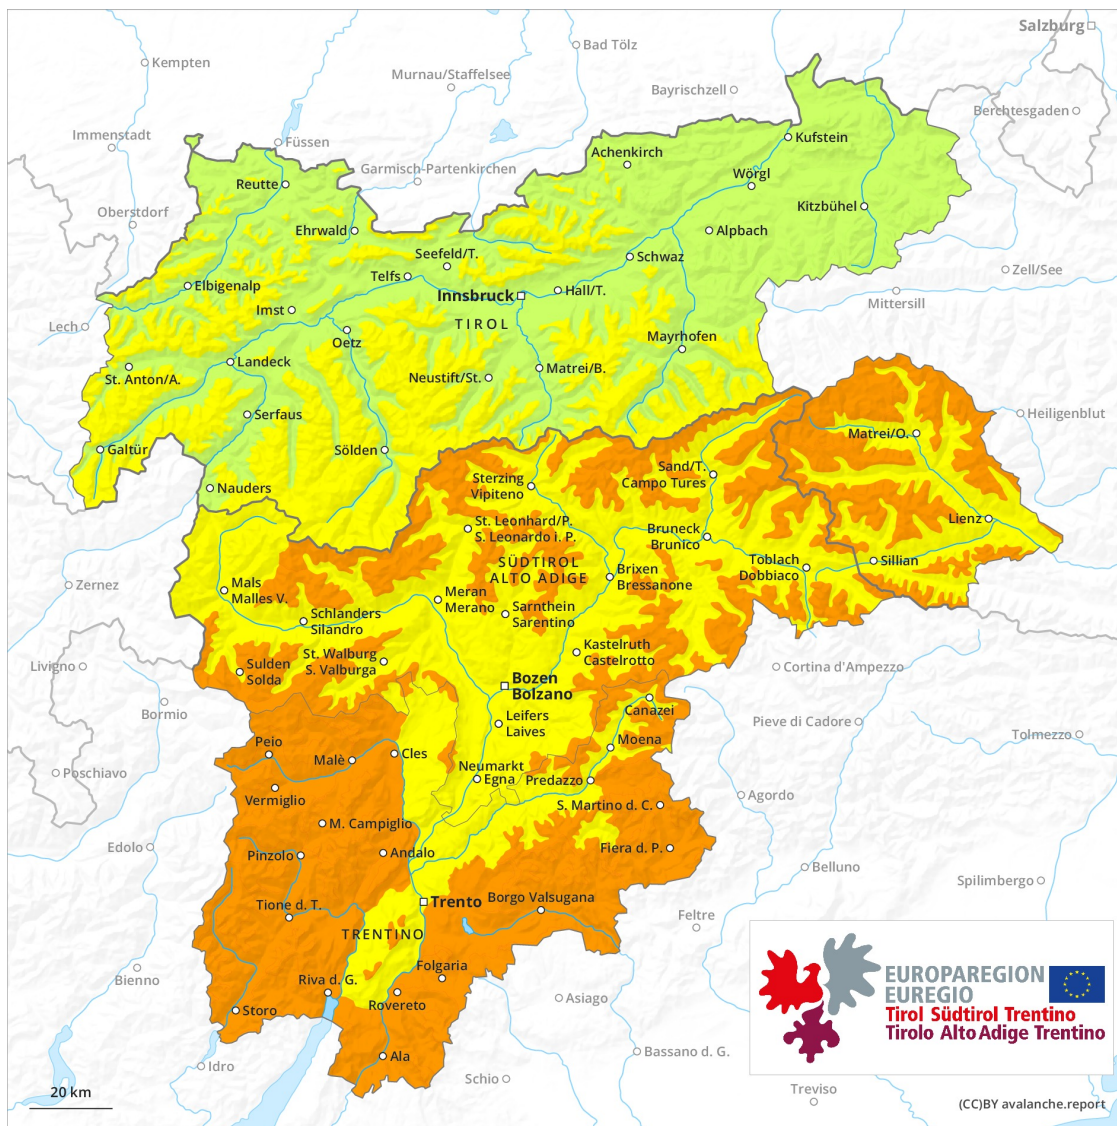 Salzburg
Kempten
Bad Tölz
Murnau/Staffelsee
Bayrischzell
Berchtesgaden
Immenstadt
Füssen
Kufstein
Achenkirch
Garmisch-Partenkirchen
Wörgl
Reutte
Oberstdorf
Kitzbühel
Ehrwald
Alpbach
Seefeld/T.
Schwaz
Telfs
Zell/See
Elbigenalp
Innsbruck
Hall/T.
Mittersill
Imst
TIROL
Lech
Oetz
Mayrhofen
Landeck
Matrei/B.
St. Anton/A.
Neustift/St.
Serfaus
Heiligenblut
Matrei/O.
Galtür
Sölden
Sand/T.
Campo Tures
Sterzing
Vipiteno
Nauders
Lienz
St. Leonhard/P.
S. Leonardo i. P.
Bruneck
Brunico
SÜDTIROL
ALTO ADIGE
Toblach
Dobbiaco
Sillian
Brixen
Bressanone
Zernez
Mals
Malles V.
Meran
Merano
Sarnthein
Sarentino
Schlanders
Silandro
Kastelruth
Castelrotto
St. Walburg
S. Valburga
Livigno
Sulden
Solda
Cortina d'Ampezzo
Bozen
Bolzano
Canazei
Bormio
Leifers
Laives
Pieve di Cadore
Tolmezzo
Moena
Peio
Cles
Malè
Poschiavo
Neumarkt
Egna
Predazzo
Vermiglio
Agordo
S. Martino d. C.
M. Campiglio
Edolo
Pinzolo
Andalo
Fiera d. P.
Belluno
Spilimbergo
Borgo Valsugana
Trento
Tione d. T.
Feltre
TRENTINO
Folgaria
Bienno
Riva d. G.
Rovereto
Asiago
Storo
EUROPAREGION
EUREGIO
Tirol Südtirol Trentino
Tirolo Alto Adige Trentino
Ala
Bassano d. G.
Idro
Schio
Treviso
20 km
(CC)BY avalanche.report